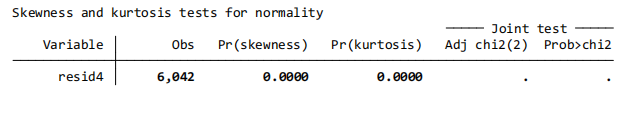 Skewness and kurtosis tests for normality
Joint test
Variable Obs Pr(skewness) Pr(kurtosis) Adj chi2(2) Prob>chi2
resid4 6,042 0.0000 0.0000 . .